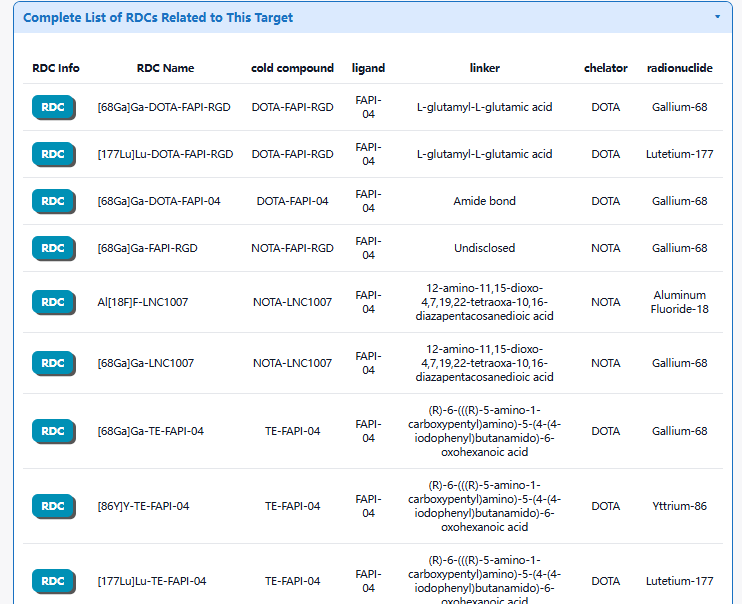 Complete List of RDCs Related to This Target
RDC Info RDC Name cold compound ligand linker chelator radionuclide
RDC [68Ga]Ga-DOTA-FAPI-RGD DOTA-FAPI-RGD FAPI-
04 L-glutamyl-L-glutamic acid DOTA Gallium-68
RDC [177Lu]Lu-DOTA-FAPI-RGD DOTA-FAPI-RGD FAPI-
04 L-glutamyl-L-glutamic acid DOTA Lutetium-177
RDC [68Ga]Ga-DOTA-FAPI-04 DOTA-FAPI-04 FAPI-
04 Amide bond DOTA Gallium-68
RDC [68Ga]Ga-FAPI-RGD NOTA-FAPI-RGD FAPI-
04 Undisclosed NOTA Gallium-68
RDC Al[18F]F-LNC1007 NOTA-LNC1007 FAPI-
04 12-amino-11,15-dioxo-
4,7,19,22-tetraoxa-10,16-
diazapentacosanedioic acid NOTA Aluminum
Fluoride-18
RDC [68Ga]Ga-LNC1007 NOTA-LNC1007 FAPI-
04 12-amino-11,15-dioxo-
4,7,19,22-tetraoxa-10,16-
diazapentacosanedioic acid NOTA Gallium-68
RDC [68Ga]Ga-TE-FAPI-04 TE-FAPI-04 FAPI-
04 (R)-6-(((R)-5-amino-1-
carboxypentyl)amino)-5-(4-(4-
iodophenyl)butanamido)-6-
oxohexanoic acid DOTA Gallium-68
RDC [86Y]Y-TE-FAPI-04 TE-FAPI-04 FAPI-
04 (R)-6-(((R)-5-amino-1-
carboxypentyl)amino)-5-(4-(4-
iodophenyl)butanamido)-6-
oxohexanoic acid DOTA Yttrium-86
RDC [177Lu]Lu-TE-FAPI-04 TE-FAPI-04 FAPI-
04 (R)-6-(((R)-5-amino-1-
carboxypentyl)amino)-5-(4-(4-
iodophenyl)butanamido)-6-
oxohexanoic acid DOTA Lutetium-177